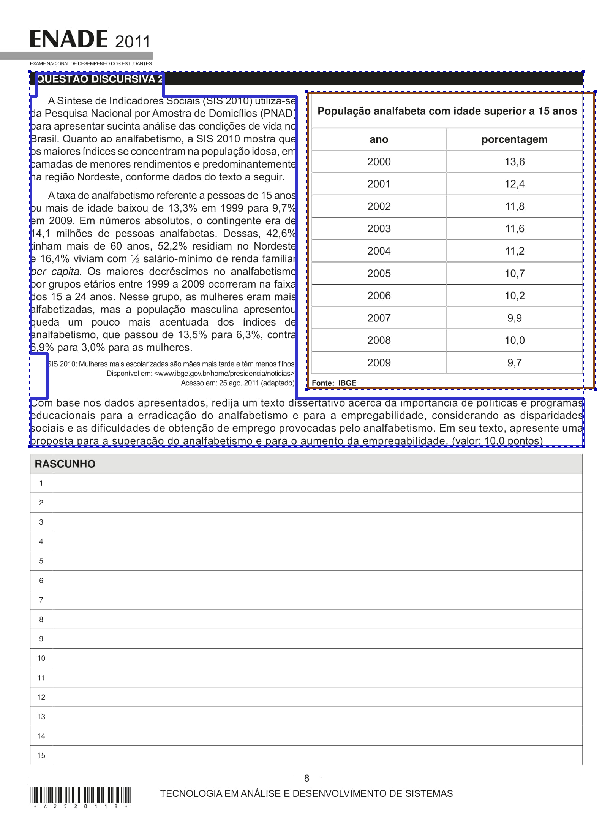 ENADE 2011
EXAME NACIONAL DE DESEMPENHO DOS ESTUDANTES
QUESTÃO DISCURSIVA 2
A Síntese de Indicadores Sociais (SIS 2010) utiliza-se
da Pesquisa Nacional por Amostra de Domicílios (PNAD)
para apresentar sucinta análise das condições de vida no
Brasil. Quanto ao analfabetismo, a SIS 2010 mostra que
os maiores índices se concentram na população idosa, em
camadas de menores rendimentos e predominantemente
na região Nordeste, conforme dados do texto a seguir.
A taxa de analfabetismo referente a pessoas de 15 anos
ou mais de idade baixou de 13,3% em 1999 para 9,7%
em 2009. Em números absolutos, o contingente era de
14,1 milhões de pessoas analfabetas. Dessas, 42,6%
tinham mais de 60 anos, 52,2% residiam no Nordeste
e 16,4% viviam com ½ salário-mínimo de renda familiar
per capita. Os maiores decréscimos no analfabetismo
por grupos etários entre 1999 a 2009 ocorreram na faixa
dos 15 a 24 anos. Nesse grupo, as mulheres eram mais
alfabetizadas, mas a população masculina apresentou
queda um pouco mais acentuada dos índices de
analfabetismo, que passou de 13,5% para 6,3%, contra
6,9% para 3,0% para as mulheres.
SIS 2010: Mulheres mais escolarizadas são mães mais tarde e têm menos filhos.
Disponível em: <www.ibge.gov.br/home/presidencia/noticias>.
Acesso em: 25 ago. 2011 (adaptado).
População analfabeta com idade superior a 15 anos
ano porcentagem
2000 13,6
2001 12,4
2002 11,8
2003 11,6
2004 11,2
2005 10,7
2006 10,2
2007 9,9
2008 10,0
2009 9,7
Fonte: IBGE
Com base nos dados apresentados, redija um texto dissertativo acerca da importância de políticas e programas
educacionais para a erradicação do analfabetismo e para a empregabilidade, considerando as disparidades
sociais e as dificuldades de obtenção de emprego provocadas pelo analfabetismo. Em seu texto, apresente uma
proposta para a superação do analfabetismo e para o aumento da empregabilidade. (valor: 10,0 pontos)
RASCUNHO
1
2
3
4
5
6
7
8
9
10
11
12
13
14
15
8
TECNOLOGIA EM ANÁLISE E DESENVOLVIMENTO DE SISTEMAS